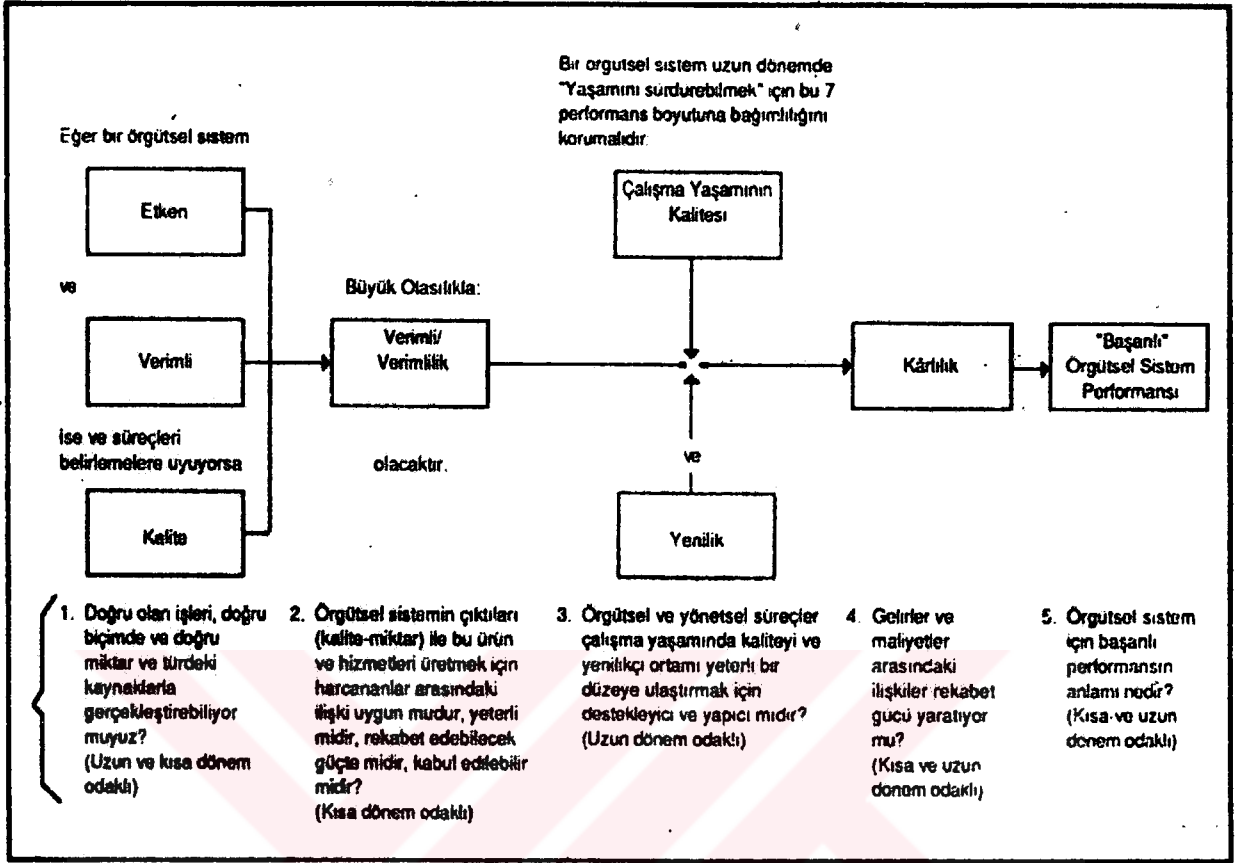 Bir orgutsel sistem uzun dönemde
"Yaşamını surdurebilmek" için bu 7
performans boyutuna bağımlılığını
korumalıdır
Eğer bir örgütsel sistem
Etken
ve
Verimli
ise ve süreçleri
belirlemelere uyuyorsa
Kalite
Büyük Olasılıkla:
Verimli/
Verimlilik
olacaktır.
Çalışma Yaşamının
Kalitesi
ve
Yenilik
Kârlılık
"Başarılı"
Örgütsel Sistem
Performansı
1. Doğru olan işleri, doğru
biçimde ve doğru
miktar ve türdeki
kaynaklarla
gerçekleştirebiliyor
muyuz?
(Uzun ve kısa dönem
odaklı)
2. Örgütsel sistemin çıktıları
(kalite-miktar) ile bu ürün
ve hizmetleri üretmek için
harcananlar arasındaki
ilişki uygun mudur, yeterli
midir, rekabet edebilecek
güçte midir, kabul edilebilir
midir?
(Kısa dönem odaklı)
3. Örgütsel ve yönetsel süreçler
çalışma yaşamında kaliteyi ve
yenilikçi ortamı yeterli bir
düzeye ulaştırmak için
destekleyici ve yapıcı mıdır?
(Uzun dönem odaklı)
4. Gelirler ve
maliyetler
arasındaki
ilişkiler rekabet
gücü yaratıyor
mu?
(Kısa ve uzun
donem odaklı)
5. Örgutsel sistem
için başarılı
performansın
anlamı nedir?
(Kısa ve uzun
donem odaklı)